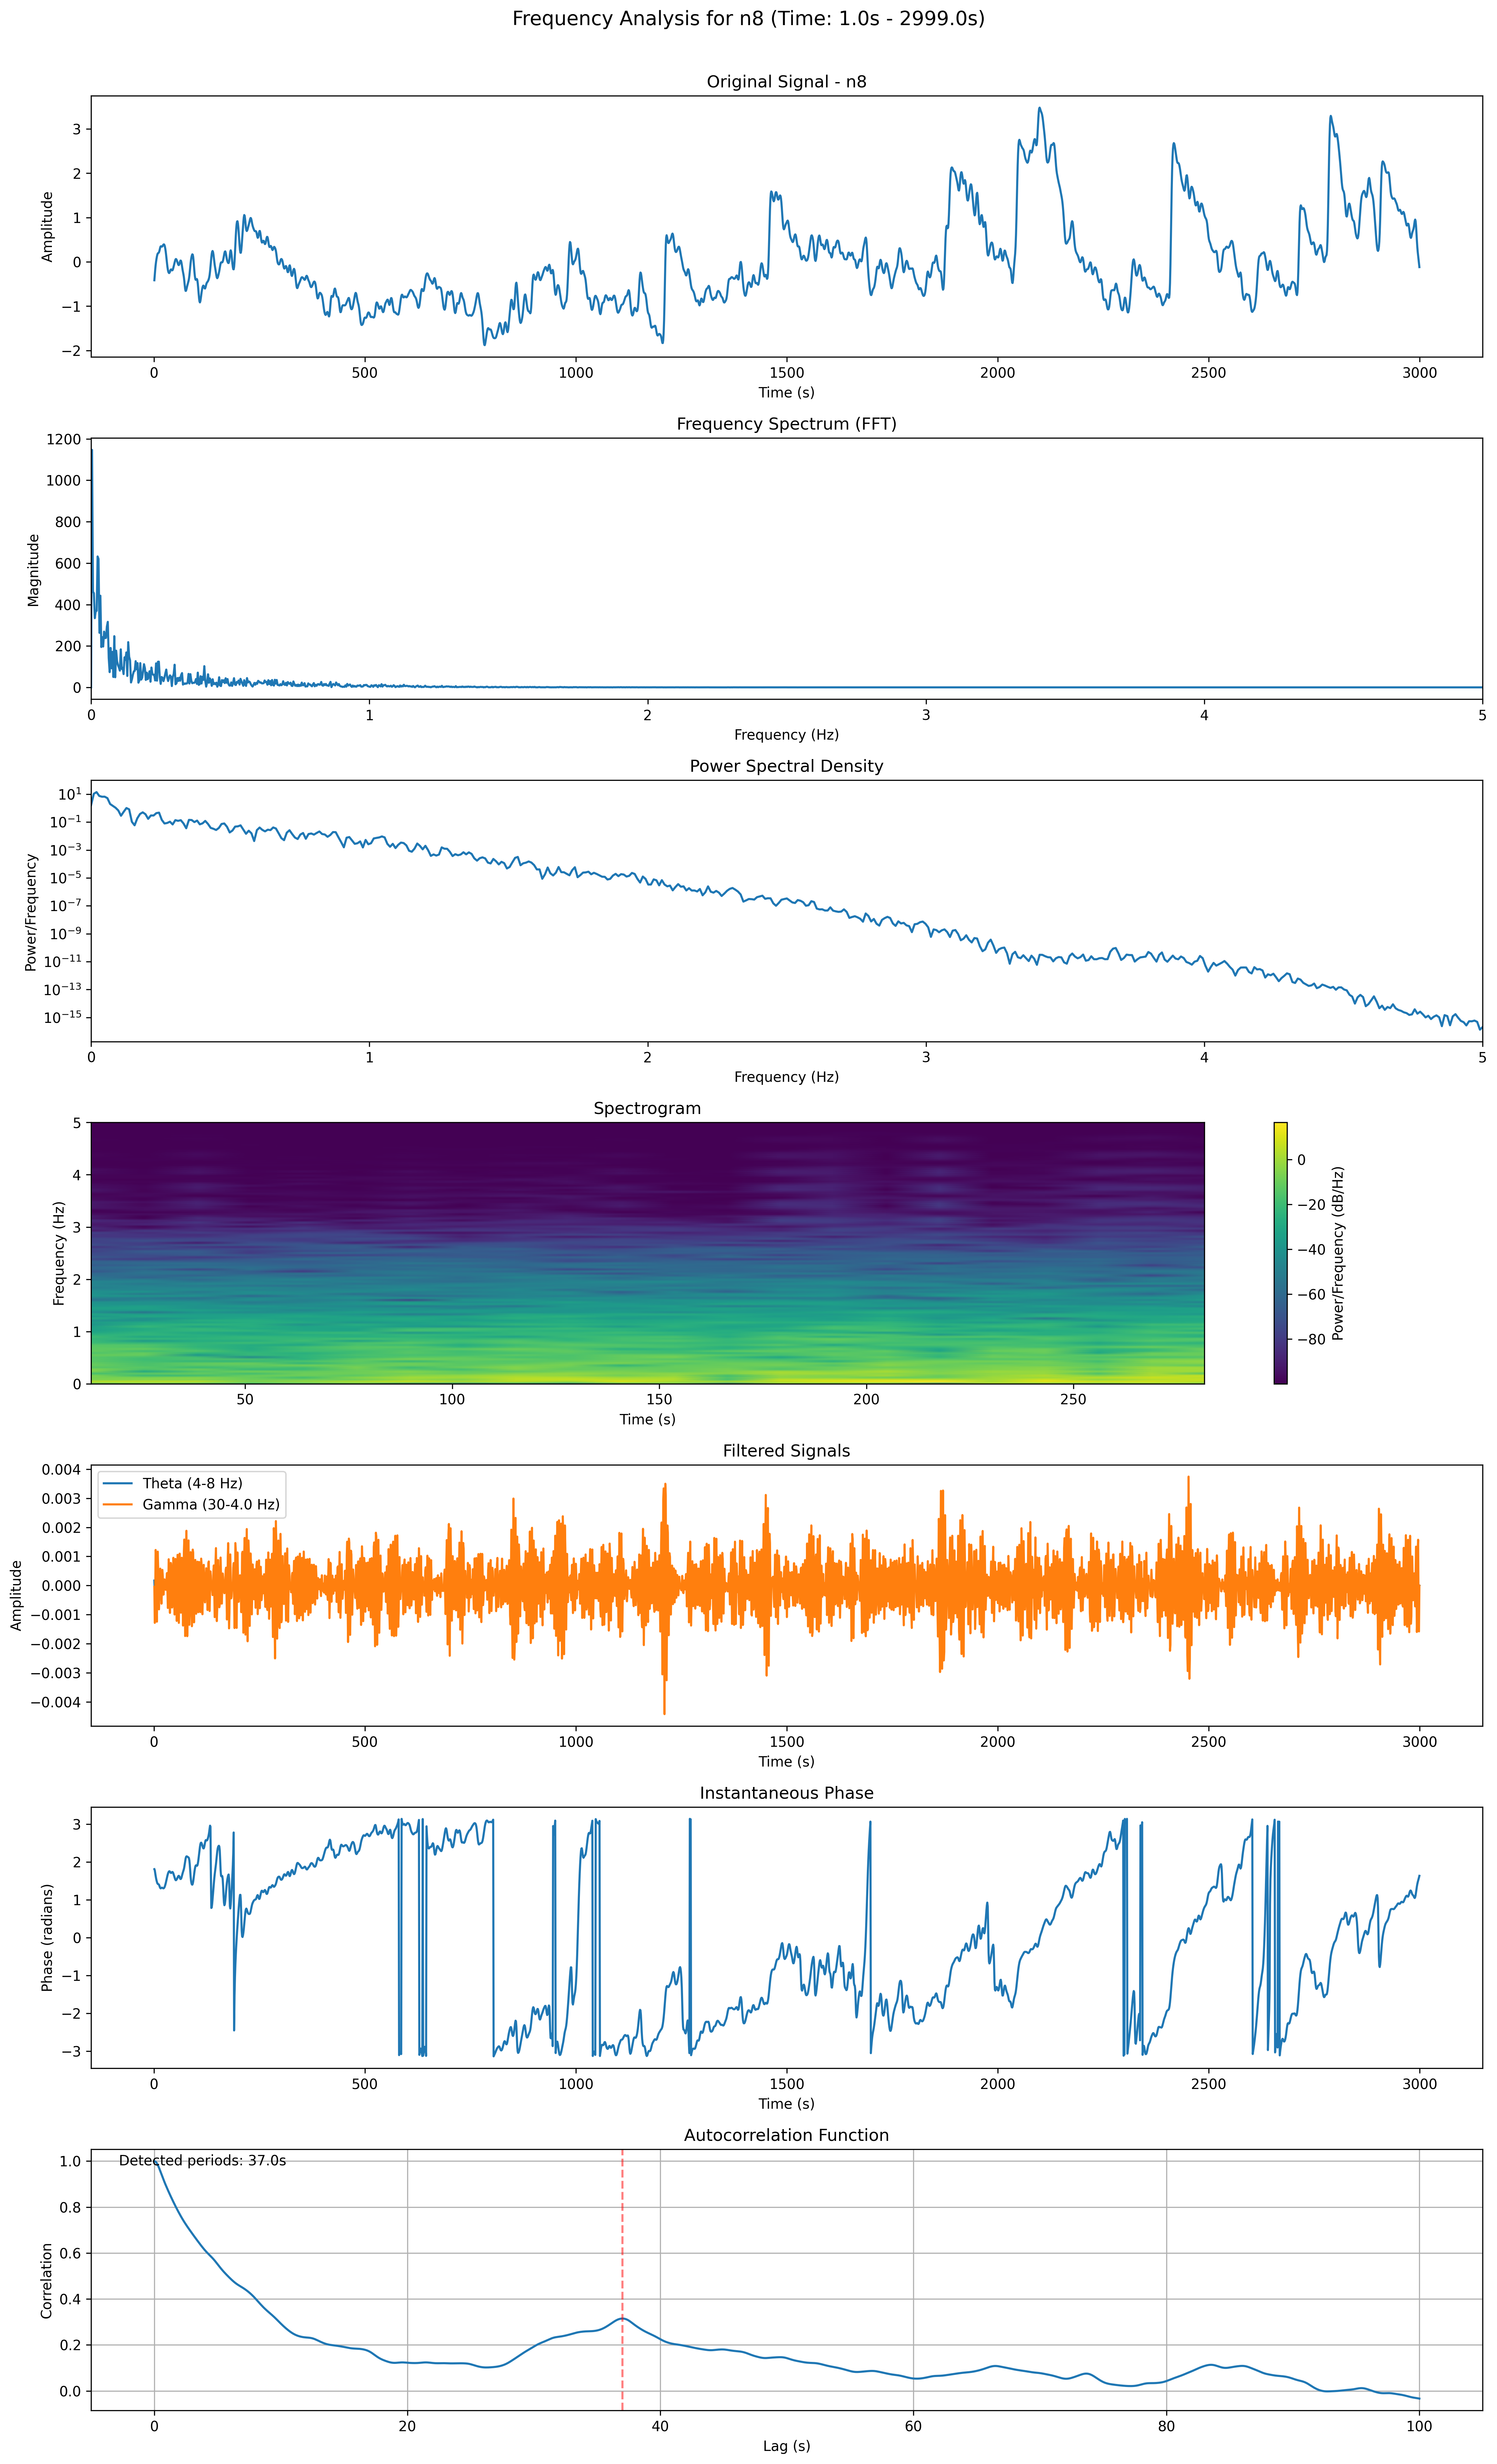 Frequency Analysis for n8 (Time: 1.0s - 2999.0s)
Original Signal - n8
3
2
1
0
−1
−2
Amplitude
0 500 1000 1500 2000 2500 3000
Time (s)
Frequency Spectrum (FFT)
1200
1000
800
600
400
200
0
Magnitude
0 1 2 3 4 5
Frequency (Hz)
Power Spectral Density
10^1
10^−1
10^−3
10^−5
10^−7
10^−9
10^−11
10^−13
10^−15
Power/Frequency
0 1 2 3 4 5
Frequency (Hz)
Spectrogram
5
4
3
2
1
0
Frequency (Hz)
50 100 150 200 250
Time (s)
0
−20
−40
−60
−80
Power/Frequency (dB/Hz)
Filtered Signals
Theta (4-8 Hz)
Gamma (30-4.0 Hz)
0.004
0.003
0.002
0.001
0.000
−0.001
−0.002
−0.003
−0.004
Amplitude
0 500 1000 1500 2000 2500 3000
Time (s)
Instantaneous Phase
3
2
1
0
−1
−2
−3
Phase (radians)
0 500 1000 1500 2000 2500 3000
Time (s)
Autocorrelation Function
Detected periods: 37.0s
1.0
0.8
0.6
0.4
0.2
0.0
Correlation
0 20 40 60 80 100
Lag (s)